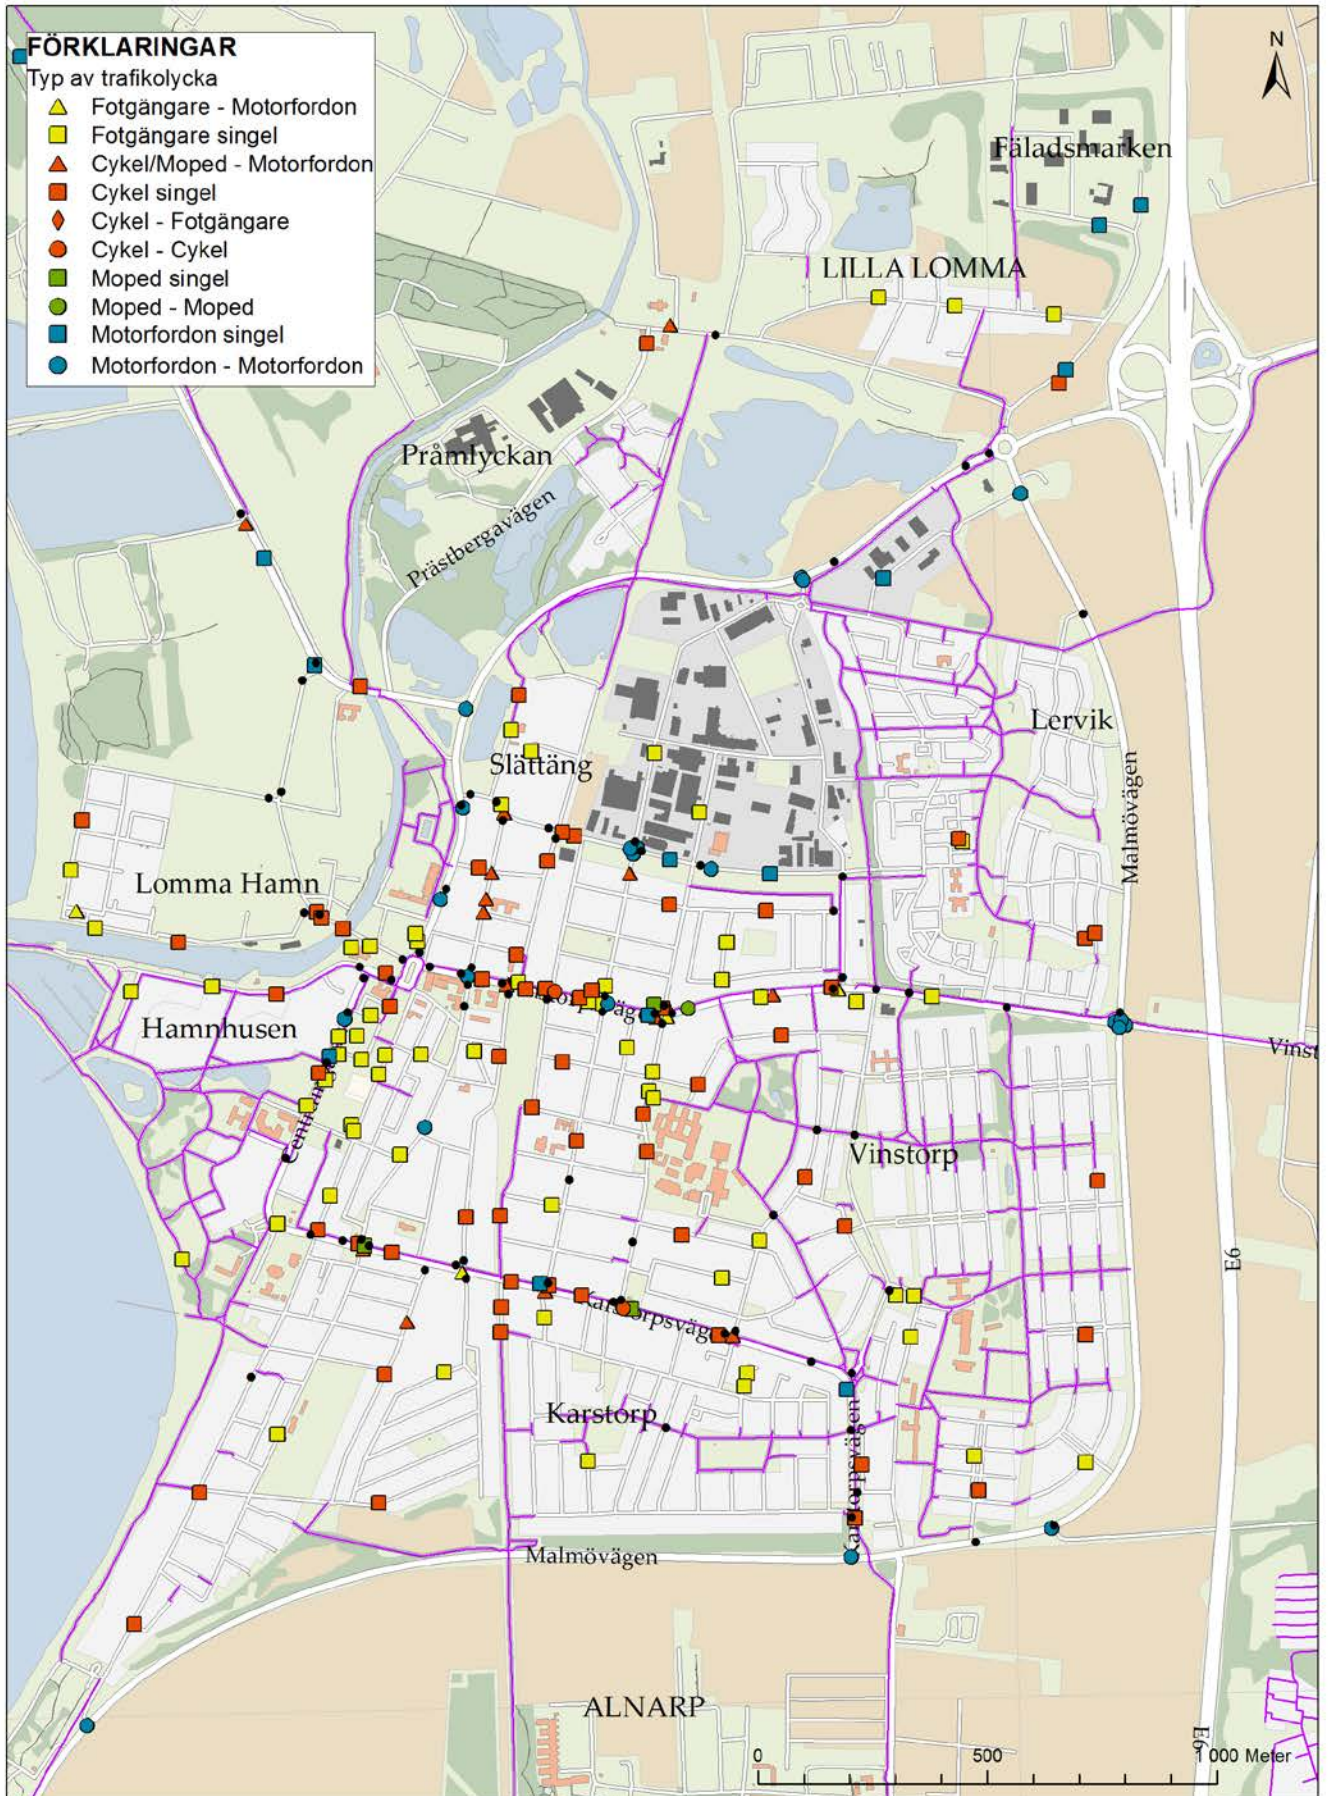 FÖRKLARINGAR
Typ av trafikolycka
Fotgängare - Motorfordon
Fotgängare singel
Cykel/Moped - Motorfordon
Cykel singel
Cykel - Fotgängare
Cykel - Cykel
Moped singel
Moped - Moped
Motorfordon singel
Motorfordon - Motorfordon
N
Fäladsmarken
LILLA LOMMA
Pråmlyckan
Prästbergavägen
Lervik
Slättäng
Malmövägen
Lomma Hamn
Hamnhusen
Vinst
Vinstorp
E6
Karstorpsväg
Karstorp
Karstorpsvägen
Malmövägen
ALNARP
E6
0 500 1 000 Meter